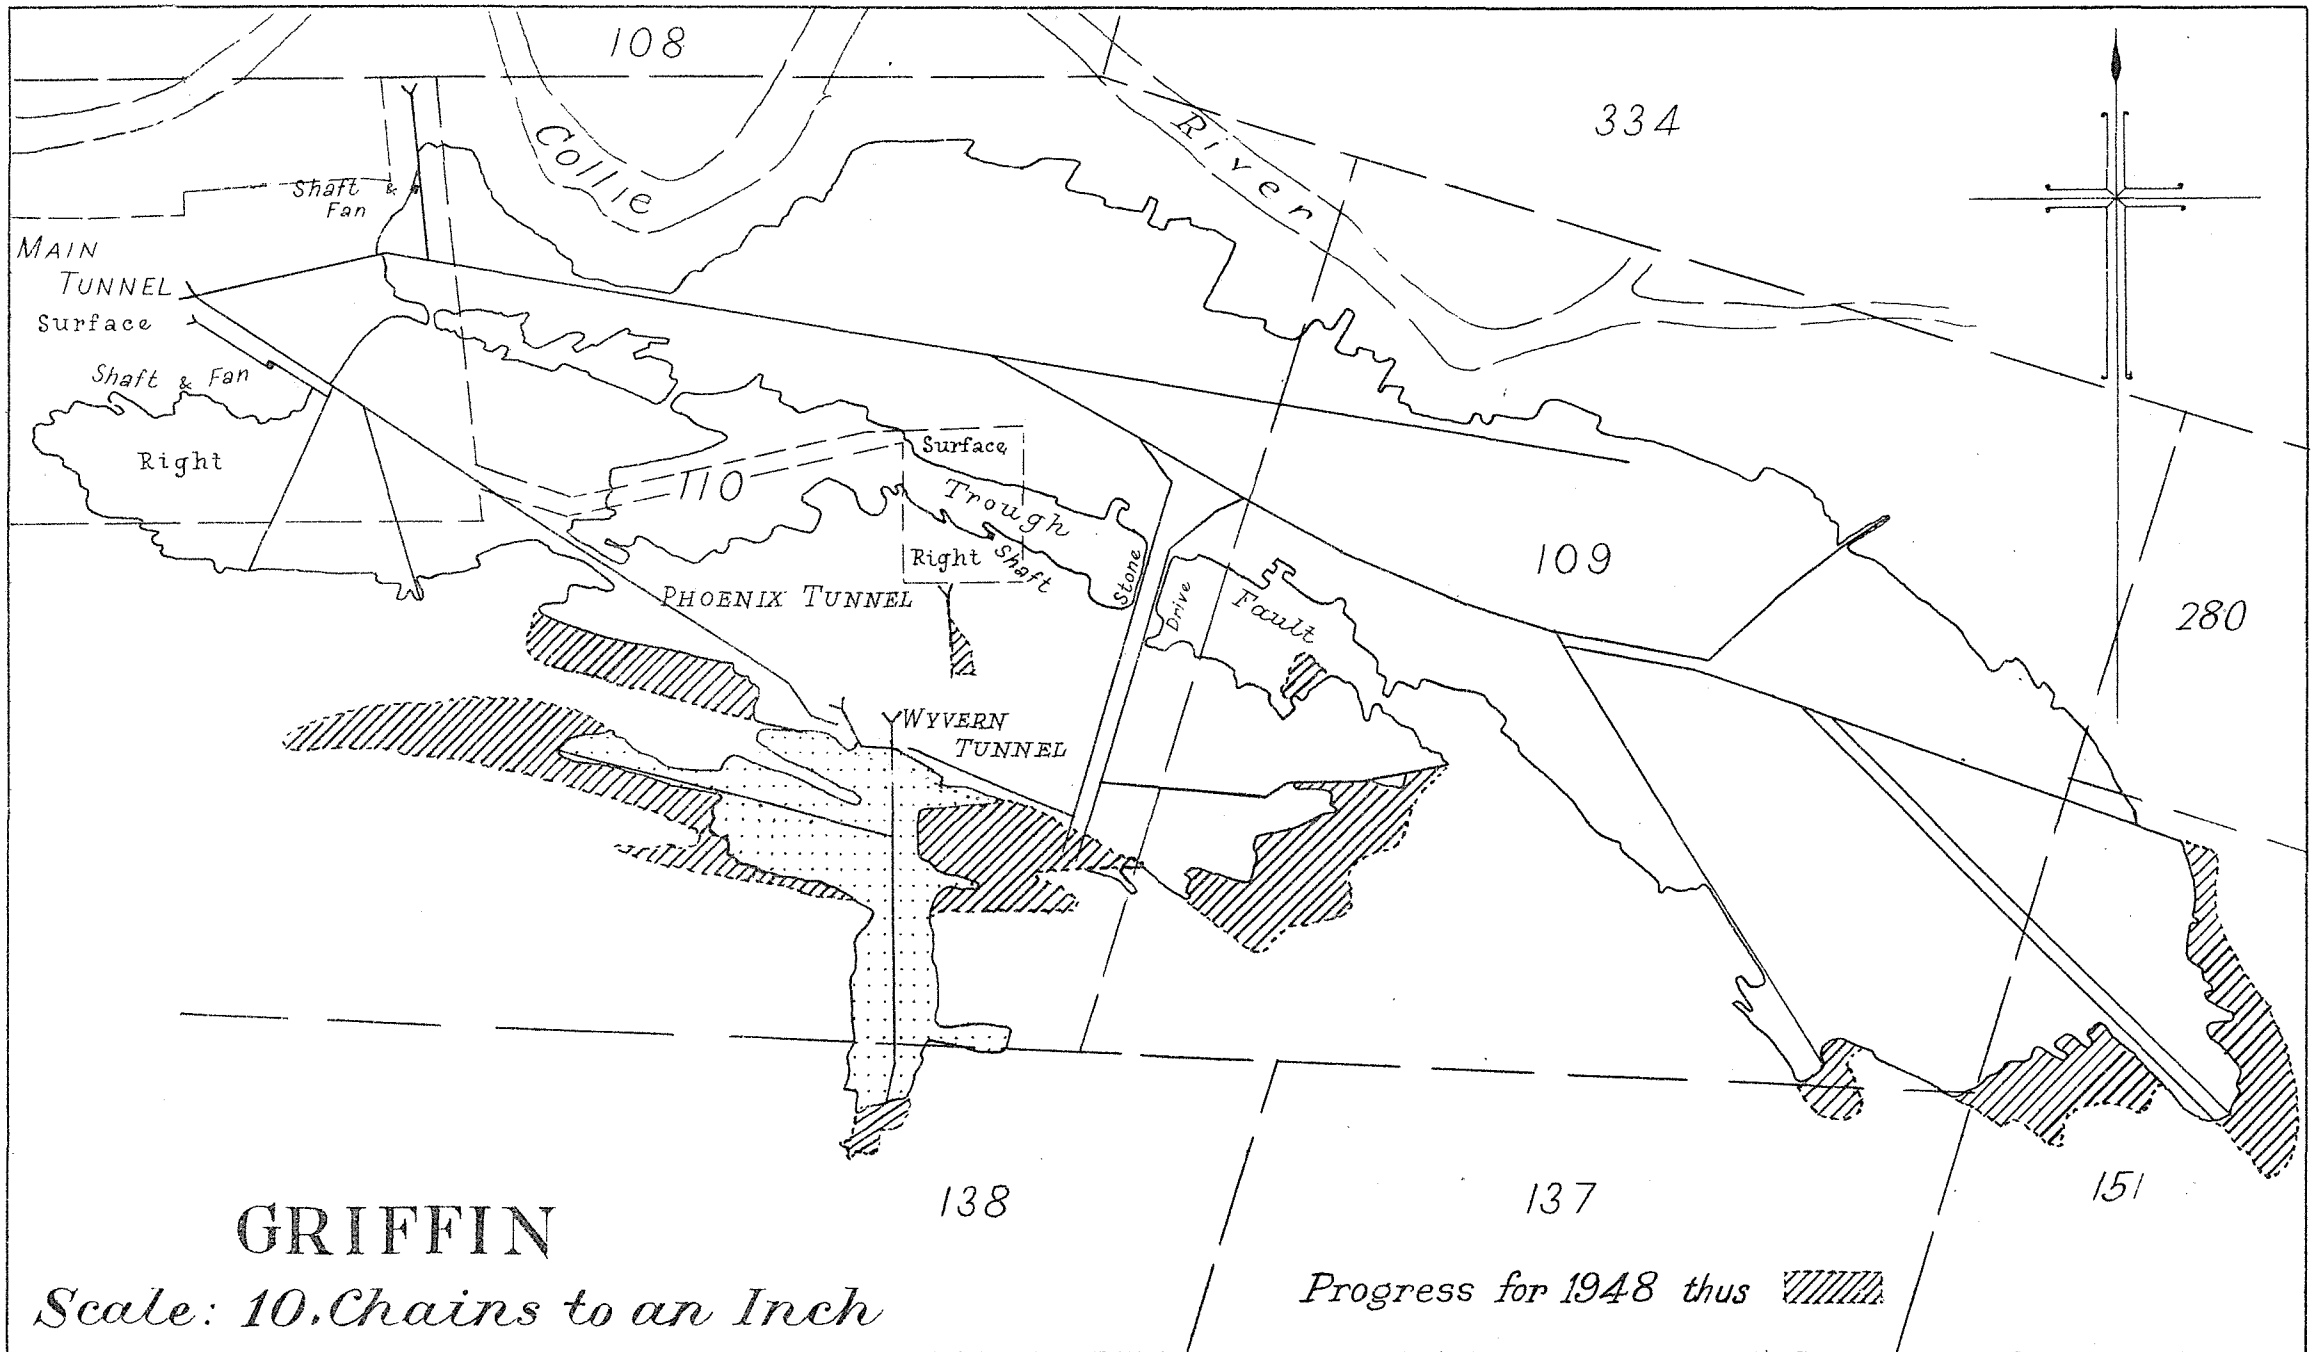 108
334
Collie
River
Shaft &
Fan
MAIN
TUNNEL
Surface
Shaft & Fan
Right
110
Surface
Trough
Right
Shaft
Stone
Drive
Fault
109
280
PHOENIX TUNNEL
WYVERN
TUNNEL
138
137
151
GRIFFIN
Scale: 10.Chains to an Inch
Progress for 1948 thus